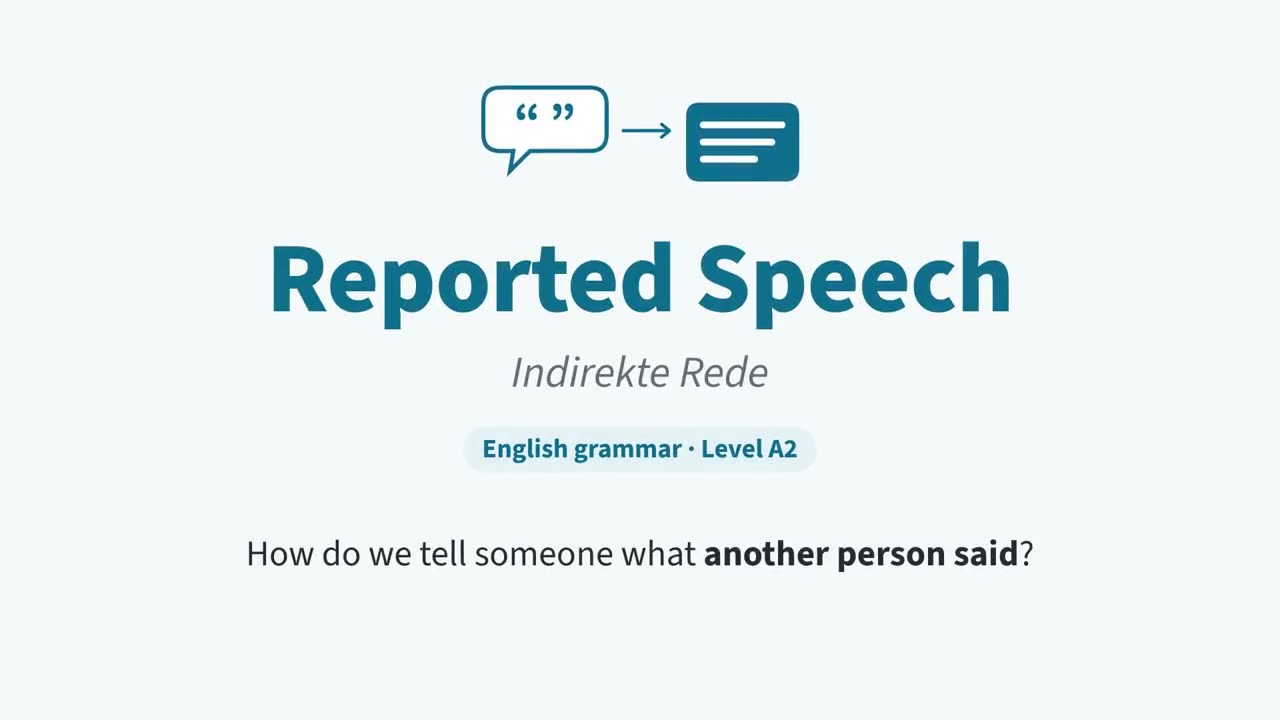 “ ”
Reported Speech
Indirekte Rede
English grammar · Level A2
How do we tell someone what another person said?